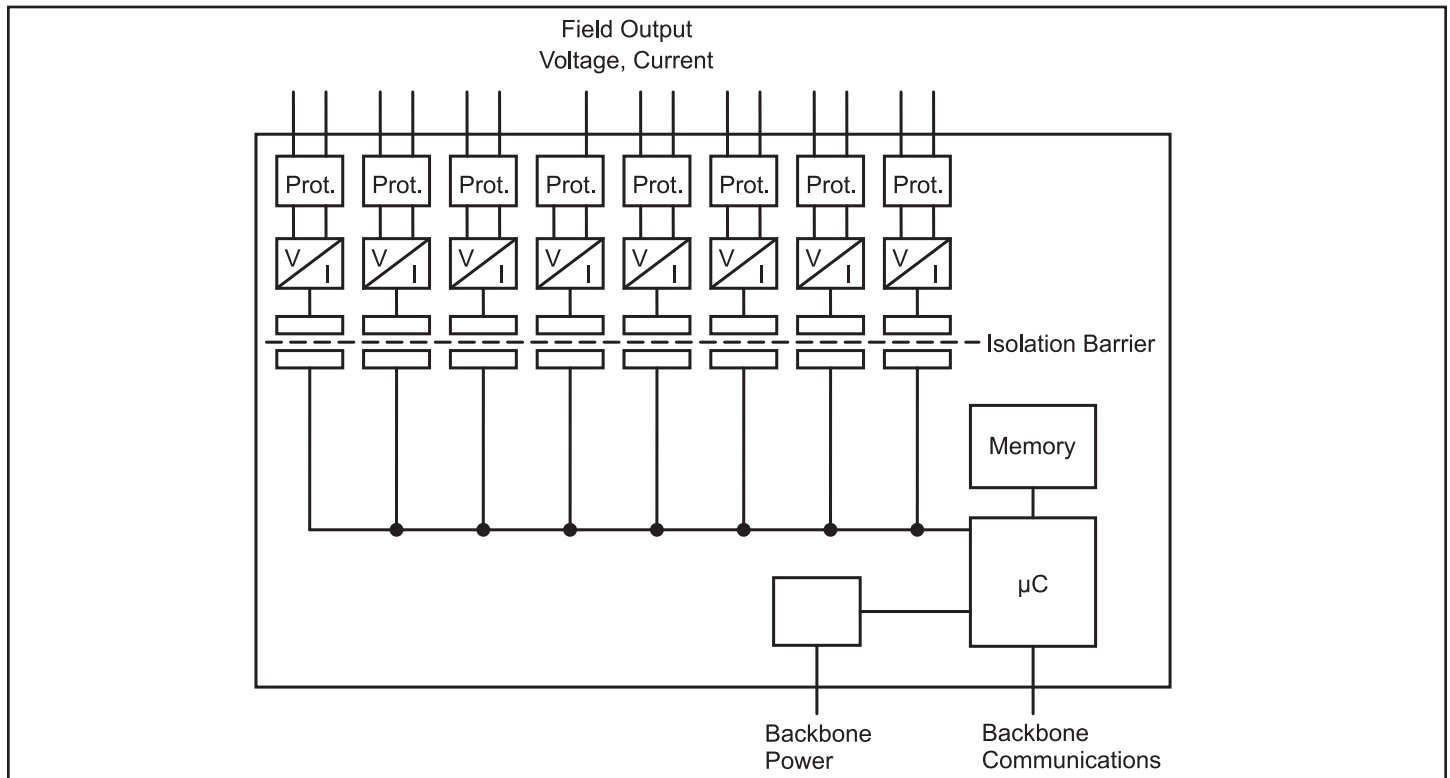 Field Output
Voltage, Current
Prot. Prot. Prot. Prot. Prot. Prot. Prot. Prot.
V I V I V I V I V I V I V I V I
Isolation Barrier
Memory
µC
Backbone
Power
Backbone
Communications